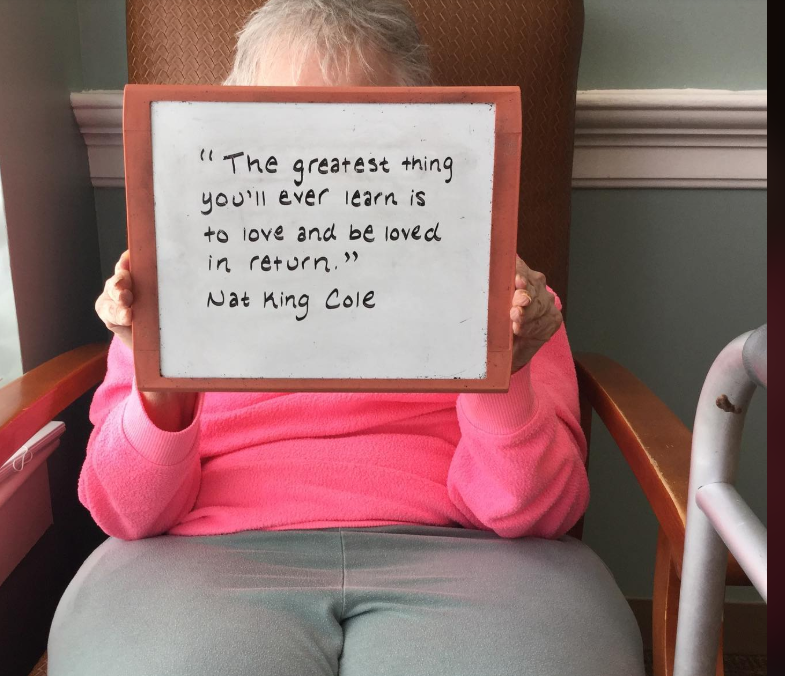 “The greatest thing
you'll ever learn is
to love and be loved
in return.”
Nat King Cole